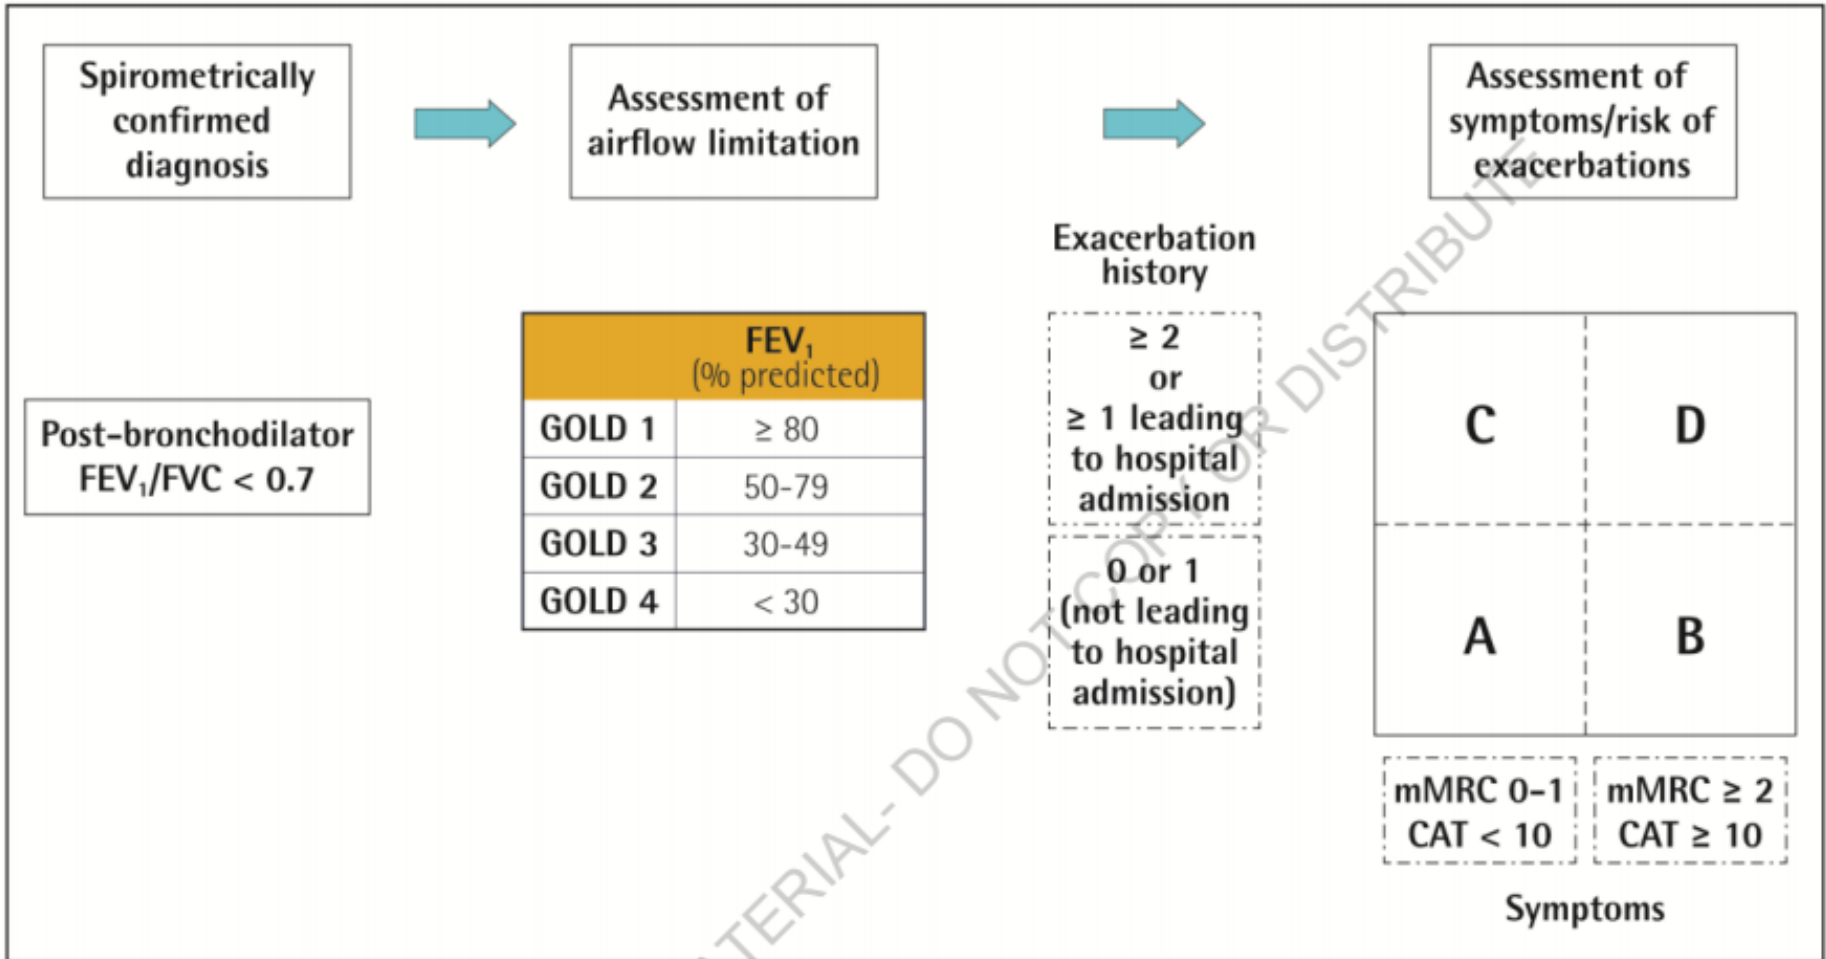 Spirometrically
confirmed
diagnosis
Assessment of
airflow limitation
Assessment of
symptoms/risk of
exacerbations
Post-bronchodilator
FEV₁/FVC < 0.7
FEV₁
(% predicted)
GOLD 1 ≥ 80
GOLD 2 50-79
GOLD 3 30-49
GOLD 4 < 30
Exacerbation
history
≥ 2
or
≥ 1 leading
to hospital
admission
0 or 1
(not leading
to hospital
admission)
C D
A B
mMRC 0-1
CAT < 10
mMRC ≥ 2
CAT ≥ 10
Symptoms
TERIAL- DO NOT COPY OR DISTRIBUTE